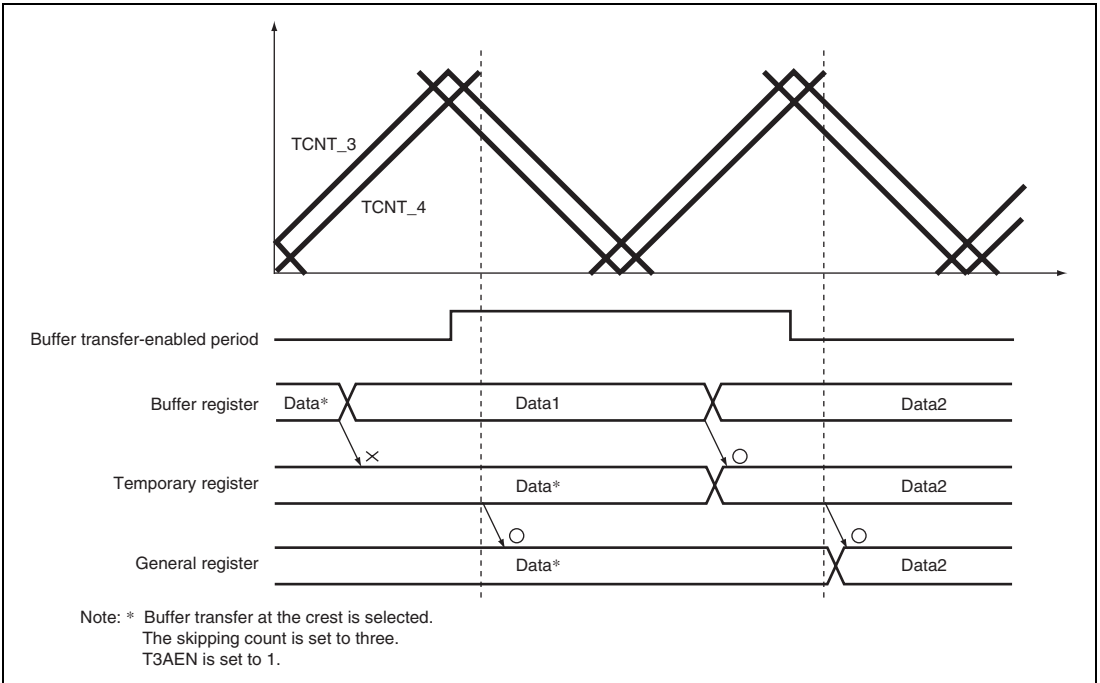 TCNT_3
TCNT_4
Buffer transfer-enabled period
Buffer register Data* Data1 Data2
Temporary register Data* Data2
General register Data* Data2
Note: * Buffer transfer at the crest is selected.
The skipping count is set to three.
T3AEN is set to 1.